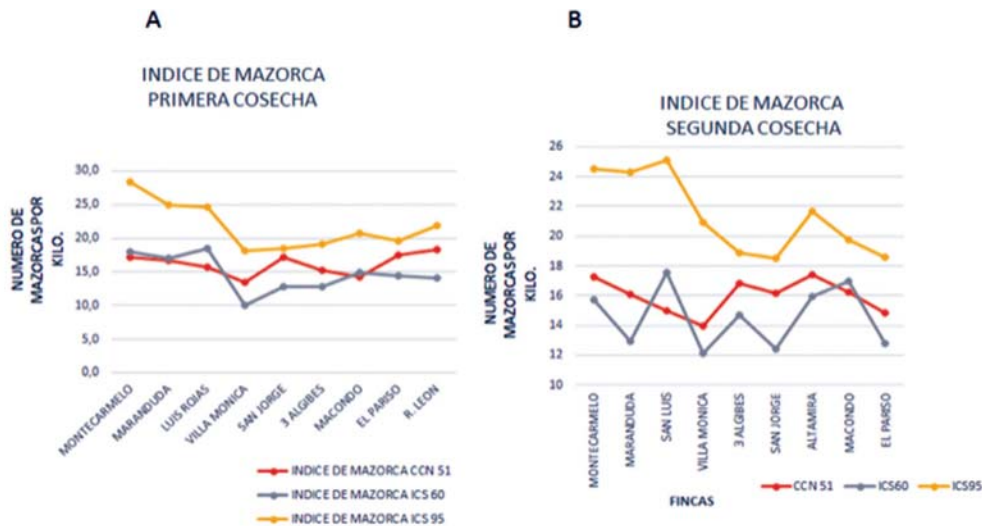 A
INDICE DE MAZORCA
PRIMERA COSECHA
NUMERO DE
MAZORCAS POR
KILO.
30,0
25,0
20,0
15,0
10,0
5,0
0,0
MONTECARMELO
MARANDUDA
LUIS ROJAS
VILLA MONICA
SAN JORGE
3 ALGIBES
MACONDO
EL PARISO
R. LEON
INDICE DE MAZORCA CCN 51
INDICE DE MAZORCA ICS 60
INDICE DE MAZORCA ICS 95
B
INDICE DE MAZORCA
SEGUNDA COSECHA
NUMERO DE
MAZORCAS POR
KILO.
26
24
22
20
18
16
14
12
10
MONTECARMELO
MARANDUDA
SAN LUIS
VILLA MONICA
3 ALGIBES
SAN JORGE
ALTAMIRA
MACONDO
EL PARISO
FINCAS
CCN 51
ICS60
ICS95